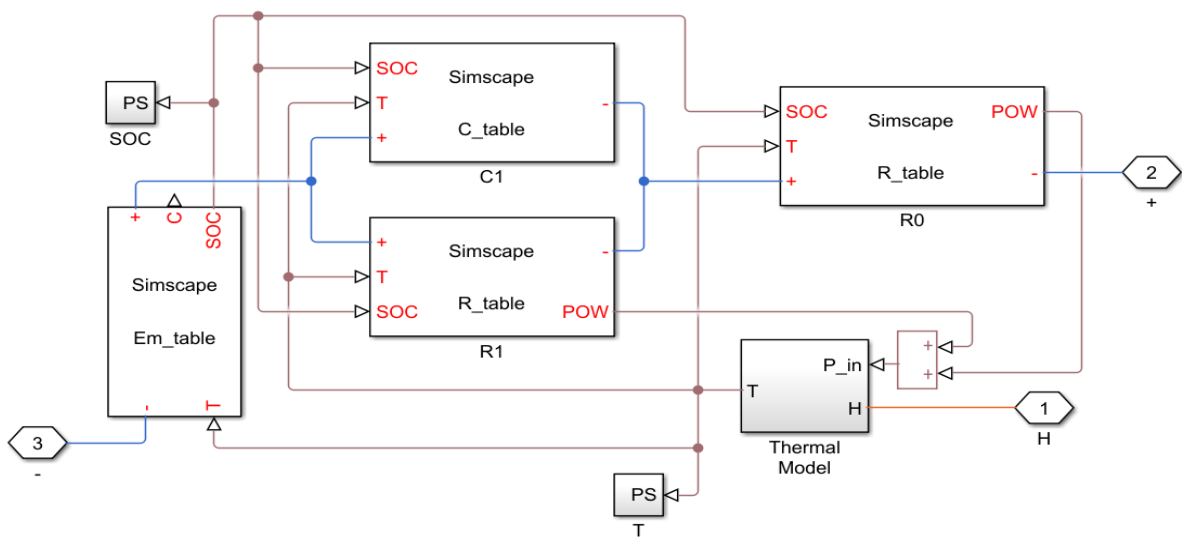 PS
SOC
SOC
Simscape
T
C_table
+
-
C1
SOC
Simscape
POW
T
R_table
+
-
R0
2
+
+
C
SOC
Simscape
Em_table
-
T
3
-
+
Simscape
-
T
R_table
SOC
POW
R1
P_in
T
H
Thermal
Model
+
+
1
H
PS
T